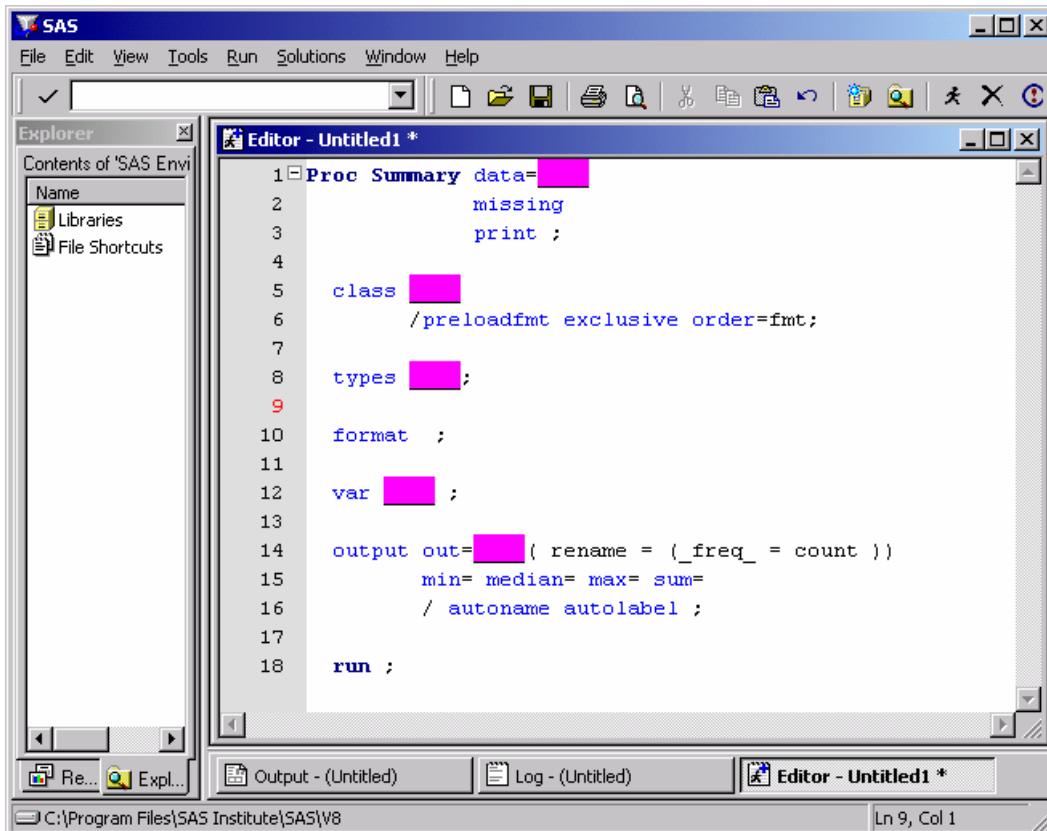 SAS
File Edit View Tools Run Solutions Window Help
Explorer
Contents of 'SAS Envi
Name
Libraries
File Shortcuts
Editor - Untitled1 *
1 Proc Summary data=
2 missing
3 print ;
4
5 class
6 /preloadfmt exclusive order=fmt;
7
8 types ;
9
10 format ;
11
12 var ;
13
14 output out= ( rename = (_freq_ = count ))
15 min= median= max= sum=
16 / autoname autolabel ;
17
18 run ;
Re... Expl...
Output - (Untitled) Log - (Untitled) Editor - Untitled1 *
C:\Program Files\SAS Institute\SAS\V8 Ln 9, Col 1